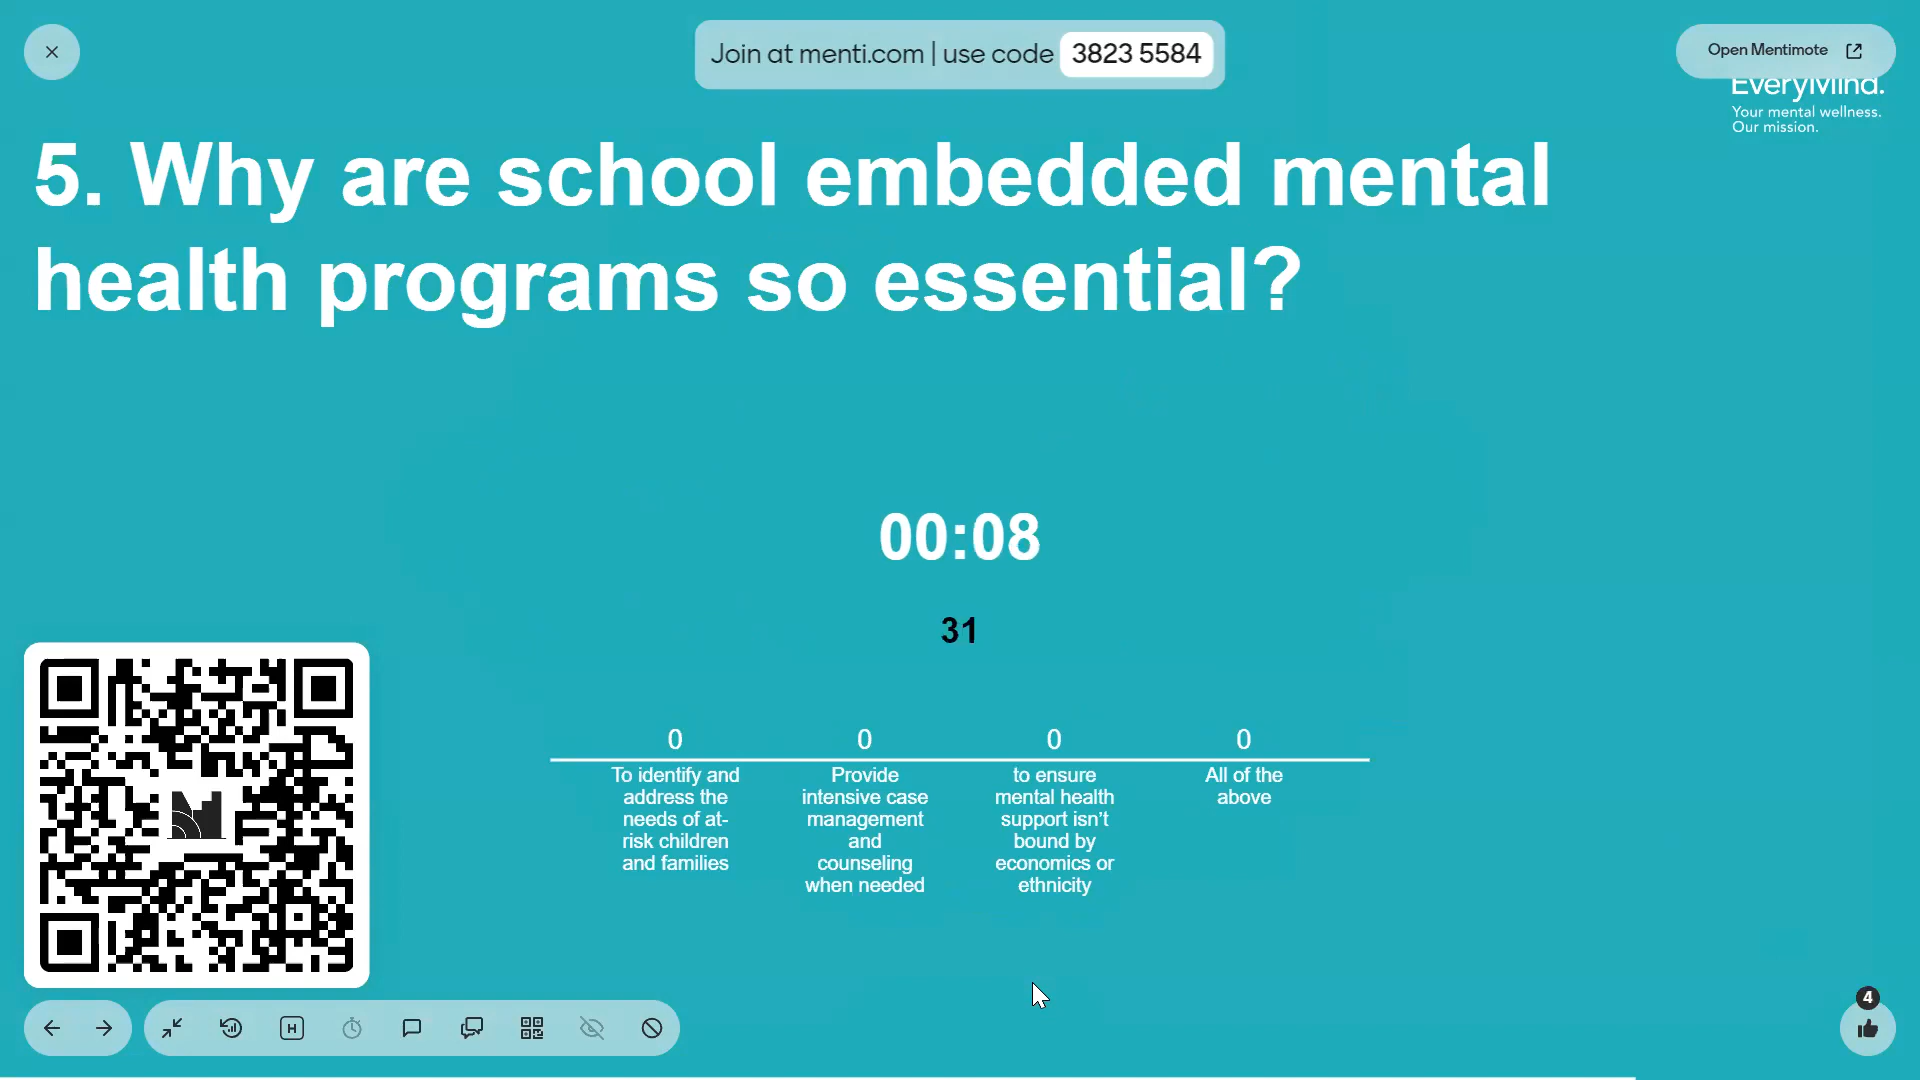 Join at menti.com | use code 3823 5584
Open Mentimote
EveryMind.
Your mental wellness.
Our mission.
5. Why are school embedded mental
health programs so essential?
00:08
31
0
To identify and
address the
needs of at-
risk children
and families
0
Provide
intensive case
management
and
counseling
when needed
0
to ensure
mental health
support isn’t
bound by
economics or
ethnicity
0
All of the
above
H
4